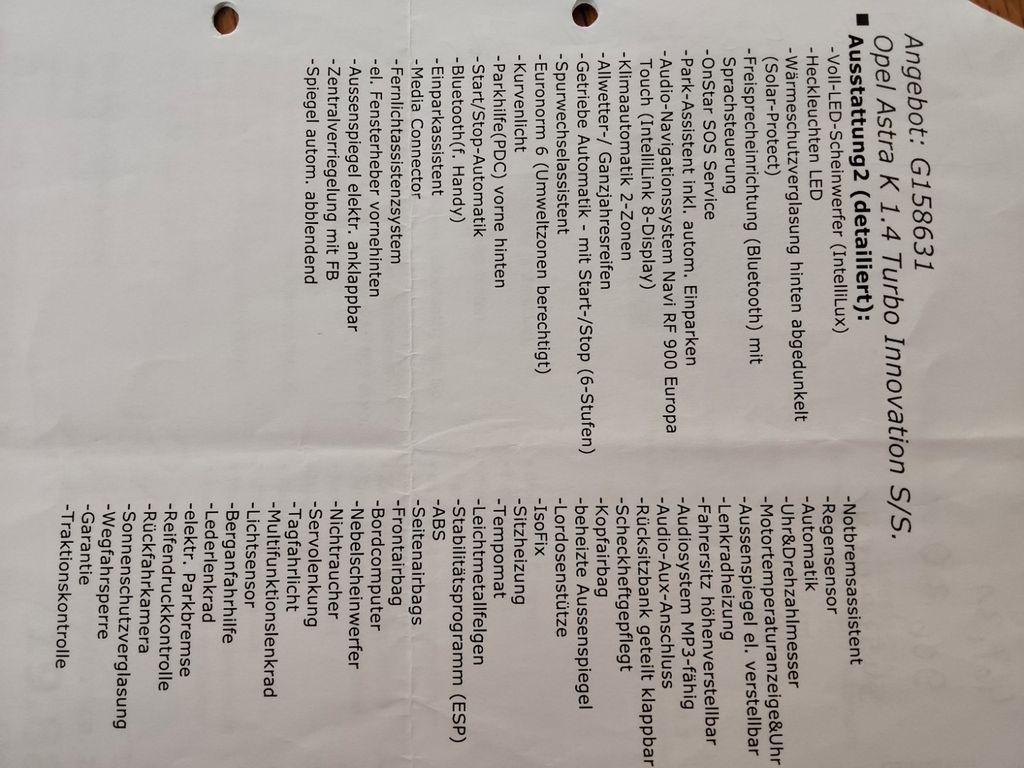 Angebot: G158631
Opel Astra K 1.4 Turbo Innovation S/S.
■ Ausstattung2 (detailiert):
-Voll-LED-Scheinwerfer (IntelliLux)
-Heckleuchten LED
-Wärmeschutzverglasung hinten abgedunkelt
(Solar-Protect)
-Freisprecheinrichtung (Bluetooth) mit
Sprachsteuerung
-OnStar SOS Service
-Park-Assistent inkl. autom. Einparken
-Audio-Navigationssystem Navi RF 900 Europa
Touch (IntelliLink 8-Display)
-Klimaautomatik 2-Zonen
-Allwetter-/ Ganzjahresreifen
-Getriebe Automatik - mit Start-/Stop (6-Stufen)
-Spurwechselassistent
-Euronorm 6 (Umweltzonen berechtigt)
-Kurvenlicht
-Parkhilfe(PDC) vorne hinten
-Start/Stop-Automatik
-Bluetooth(f. Handy)
-Einparkassistent
-Media Connector
-Fernlichtassistenzsystem
-el. Fensterheber vornehinten
-Aussenspiegel elektr. anklappbar
-Zentralverriegelung mit FB
-Spiegel autom. abblendend
-Notbremsassistent
-Regensensor
-Automatik
-Uhr&Drehzahlmesser
-Motortemperaturanzeige&Uhr
-Aussenspiegel el. verstellbar
-Lenkradheizung
-Fahrersitz höhenverstellbar
-Audiosystem MP3-fähig
-Audio-Aux-Anschluss
-Rücksitzbank geteilt klappbar
-Scheckheftgepflegt
-Kopfairbag
-beheizte Aussenspiegel
-Lordosenstütze
-IsoFix
-Sitzheizung
-Tempomat
-Leichtmetallfelgen
-Stabilitätsprogramm (ESP)
-ABS
-Seitenairbags
-Frontairbag
-Bordcomputer
-Nebelscheinwerfer
-Nichtraucher
-Servolenkung
-Tagfahrlicht
-Multifunktionslenkrad
-Lichtsensor
-Berganfahrhilfe
-Lederlenkrad
-elektr. Parkbremse
-Reifendruckkontrolle
-Rückfahrkamera
-Sonnenschutzverglasung
-Wegfahrsperre
-Garantie
-Traktionskontrolle